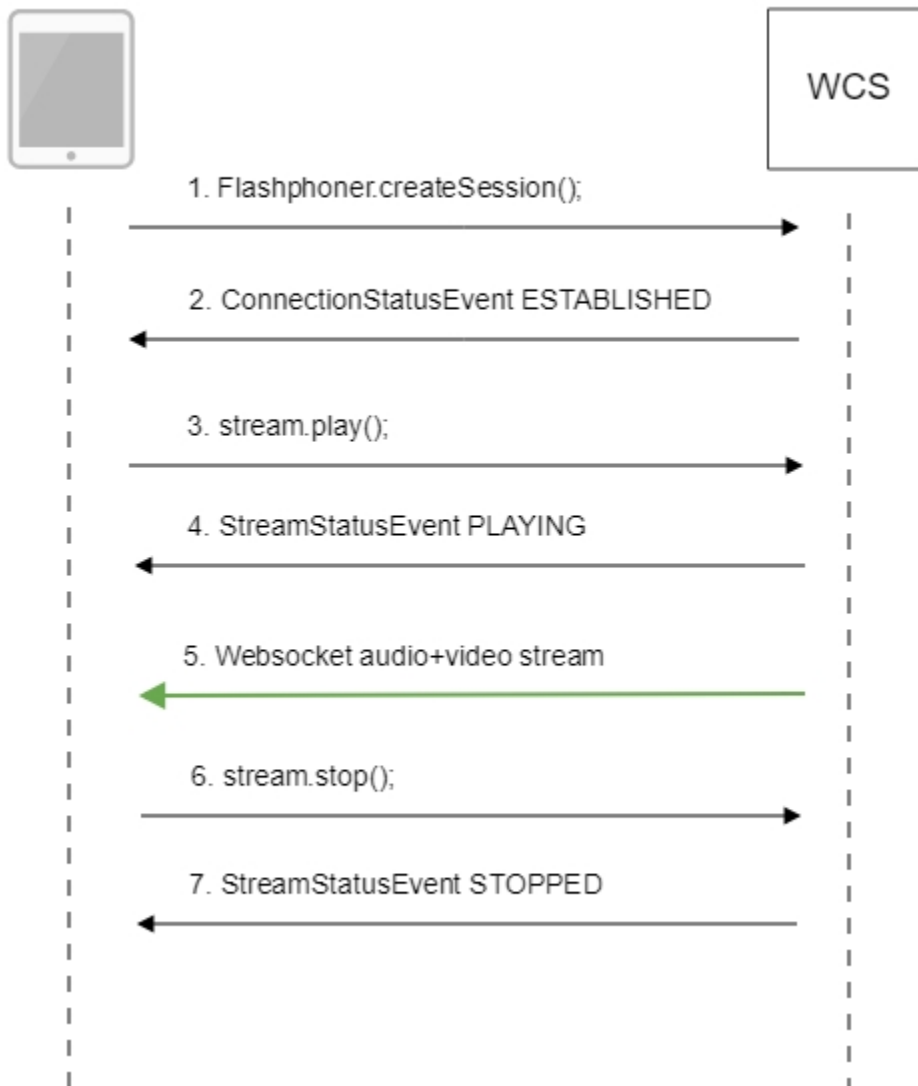 WCS
1. Flashphoner.createSession();
2. ConnectionStatusEvent ESTABLISHED
3. stream.play();
4. StreamStatusEvent PLAYING
5. Websocket audio+video stream
6. stream.stop();
7. StreamStatusEvent STOPPED